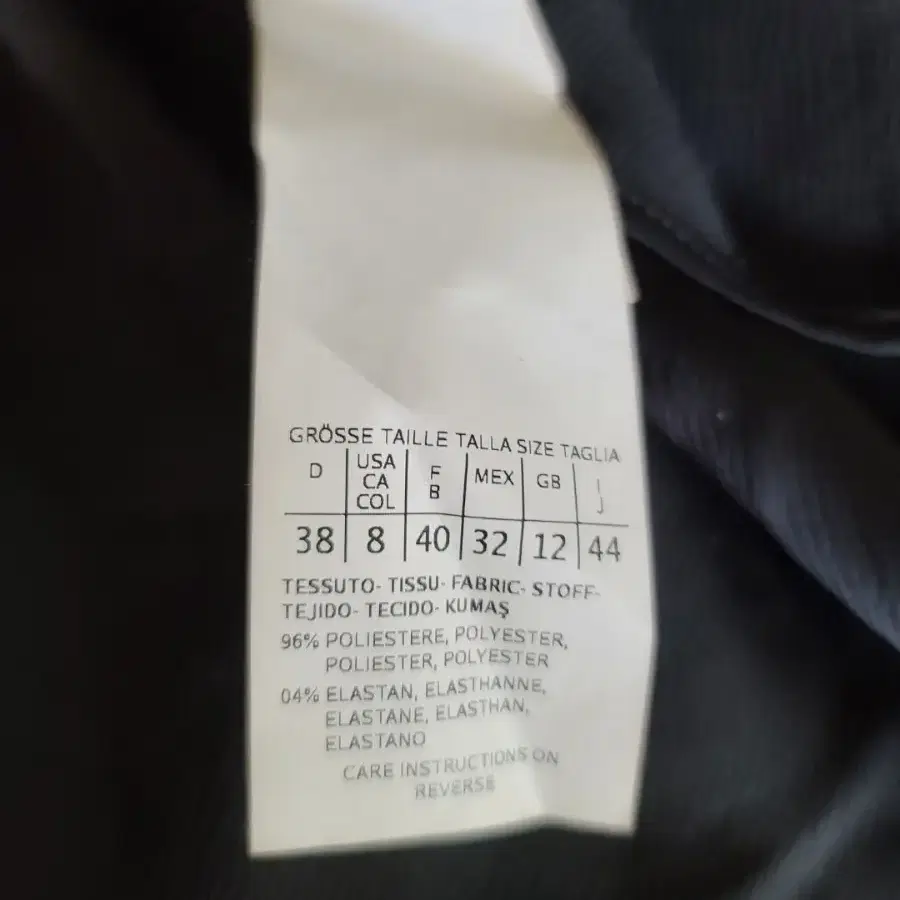 GRÖSSE TAILLE TALLA SIZE TAGLIA
D USA CA COL F B MEX GB I J
38 8 40 32 12 44
TESSUTO- TISSU- FABRIC- STOFF-
TEJIDO- TECIDO- KUMAŞ
96% POLIESTERE, POLYESTER,
POLIESTER, POLYESTER
04% ELASTAN, ELASTHANNE,
ELASTANE, ELASTHAN,
ELASTANO
CARE INSTRUCTIONS ON
REVERSE